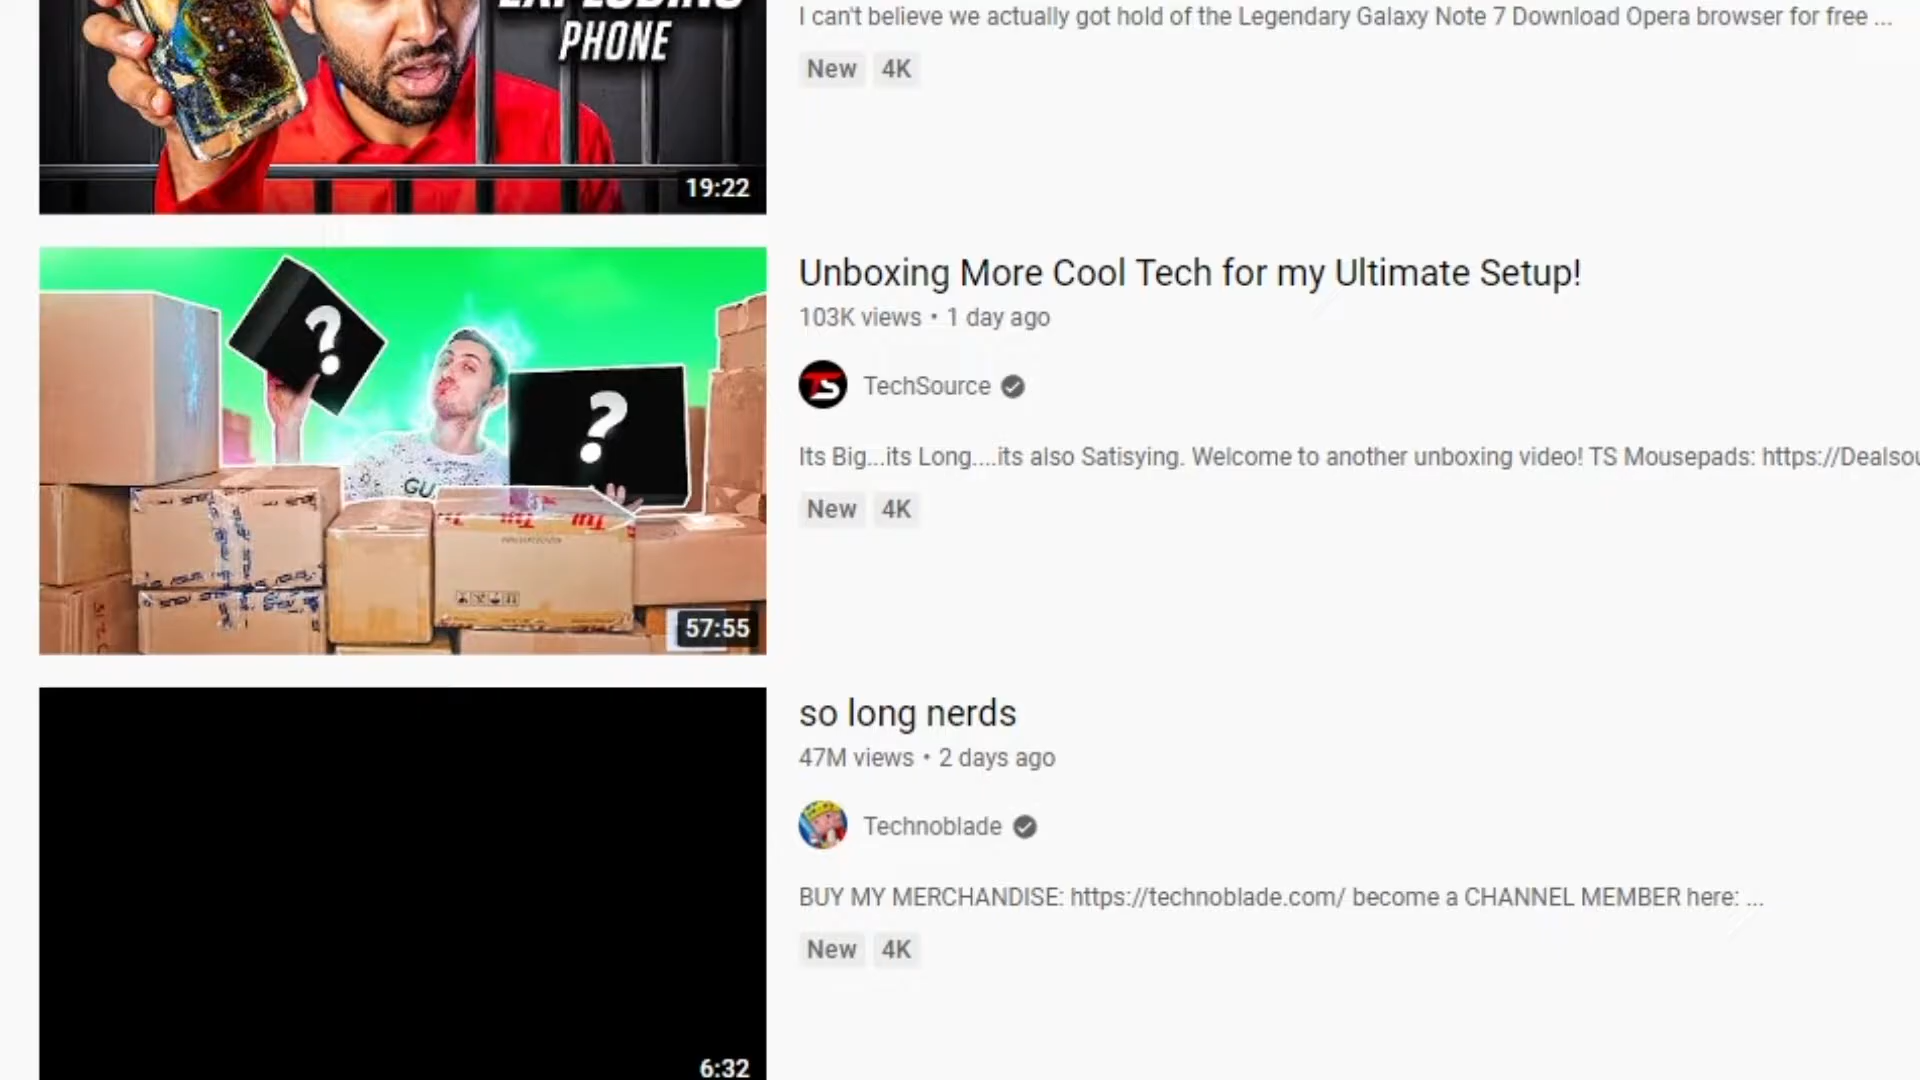 PHONE
I can't believe we actually got hold of the Legendary Galaxy Note 7 Download Opera browser for free ...
New 4K
19:22
Unboxing More Cool Tech for my Ultimate Setup!
103K views • 1 day ago
? ?
TS TechSource
GU
Its Big...its Long....its also Satisying. Welcome to another unboxing video! TS Mousepads: https://Dealsou
New 4K
57:55
so long nerds
47M views • 2 days ago
Technoblade
BUY MY MERCHANDISE: https://technoblade.com/ become a CHANNEL MEMBER here: ...
New 4K
6:32